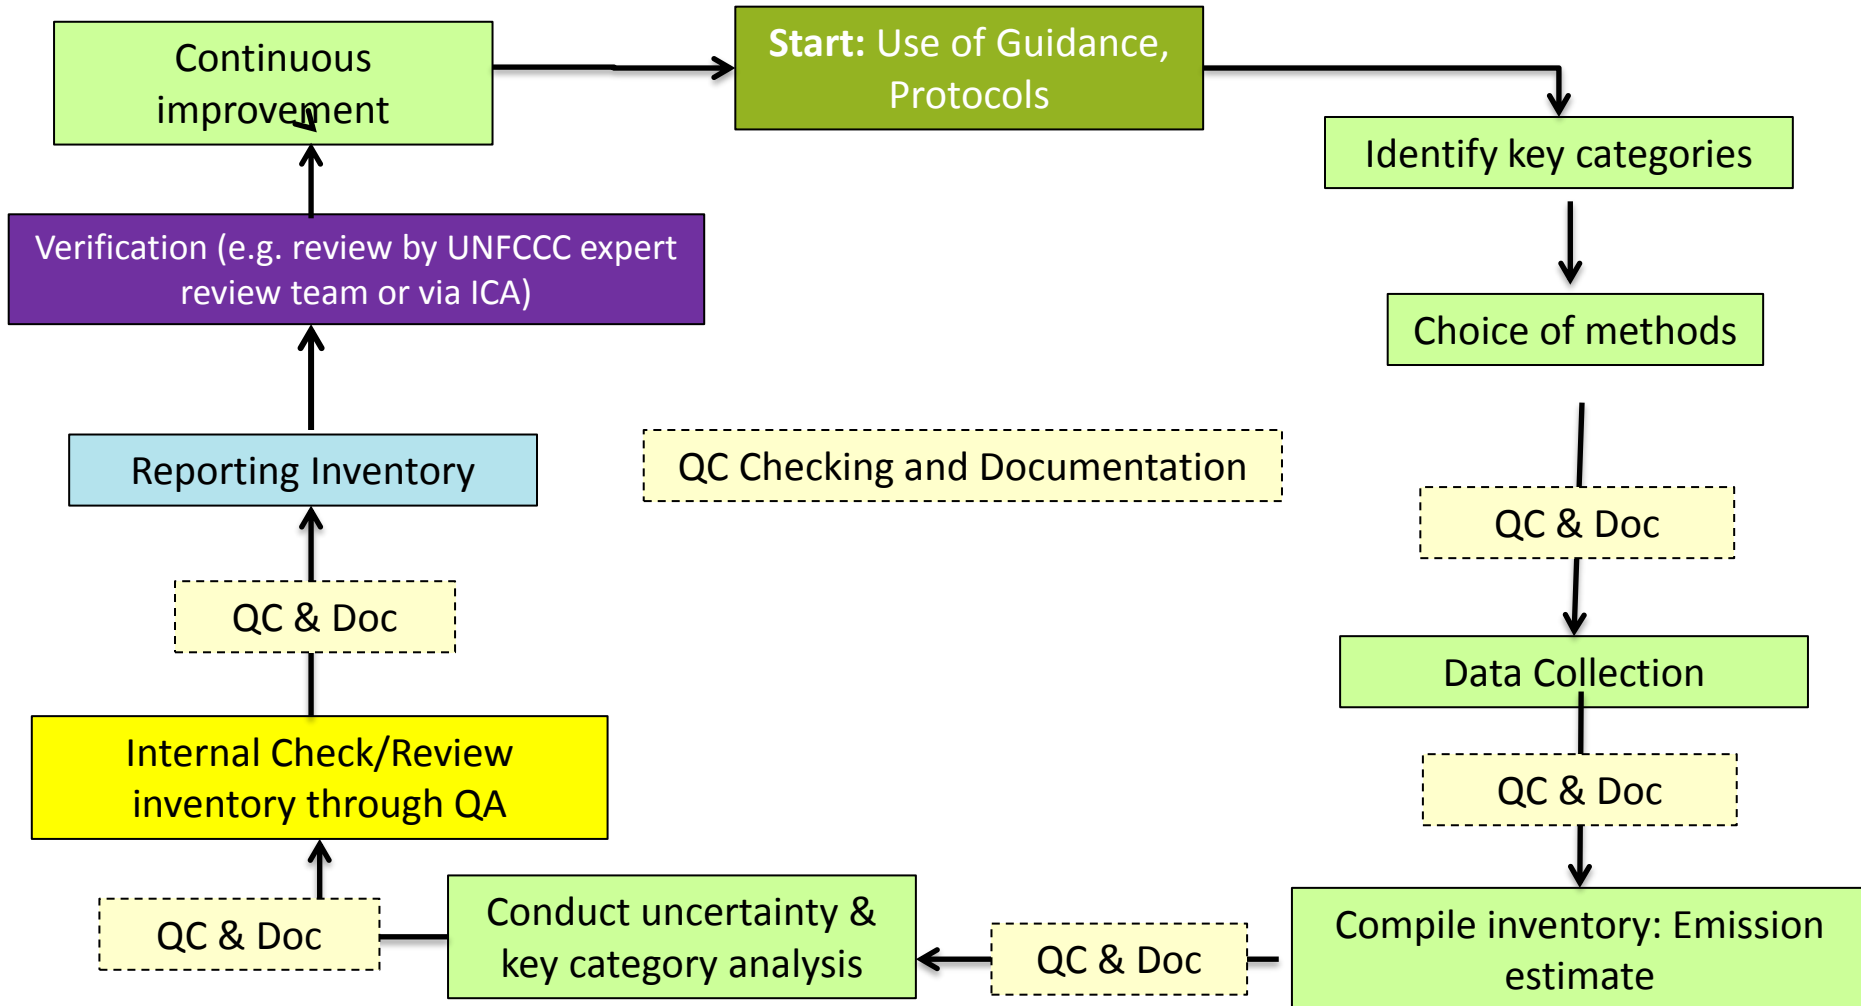 Continuous
improvement
Start: Use of Guidance,
Protocols
Identify key categories
Verification (e.g. review by UNFCCC expert
review team or via ICA)
Choice of methods
Reporting Inventory
QC Checking and Documentation
QC & Doc
QC & Doc
Data Collection
Internal Check/Review
inventory through QA
QC & Doc
Conduct uncertainty &
key category analysis
QC & Doc
QC & Doc
Compile inventory: Emission
estimate